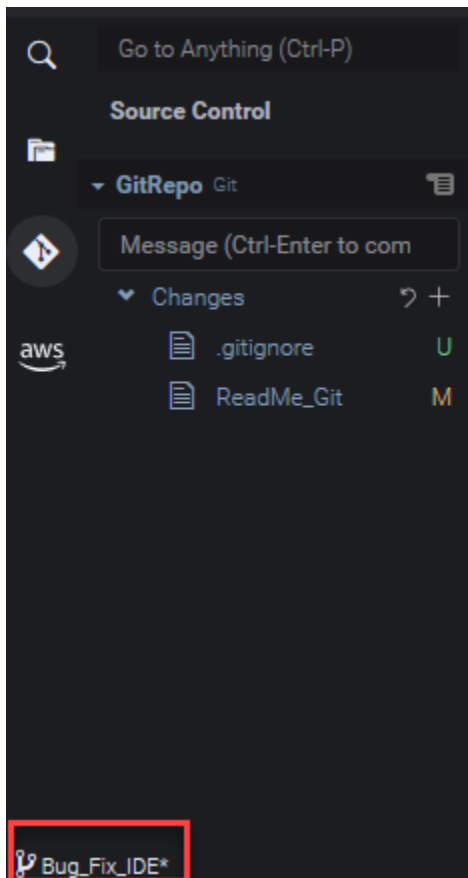 Go to Anything (Ctrl-P)
Source Control
GitRepo Git
Message (Ctrl-Enter to com
Changes
aws
.gitignore U
ReadMe_Git M
Bug_Fix_IDE*